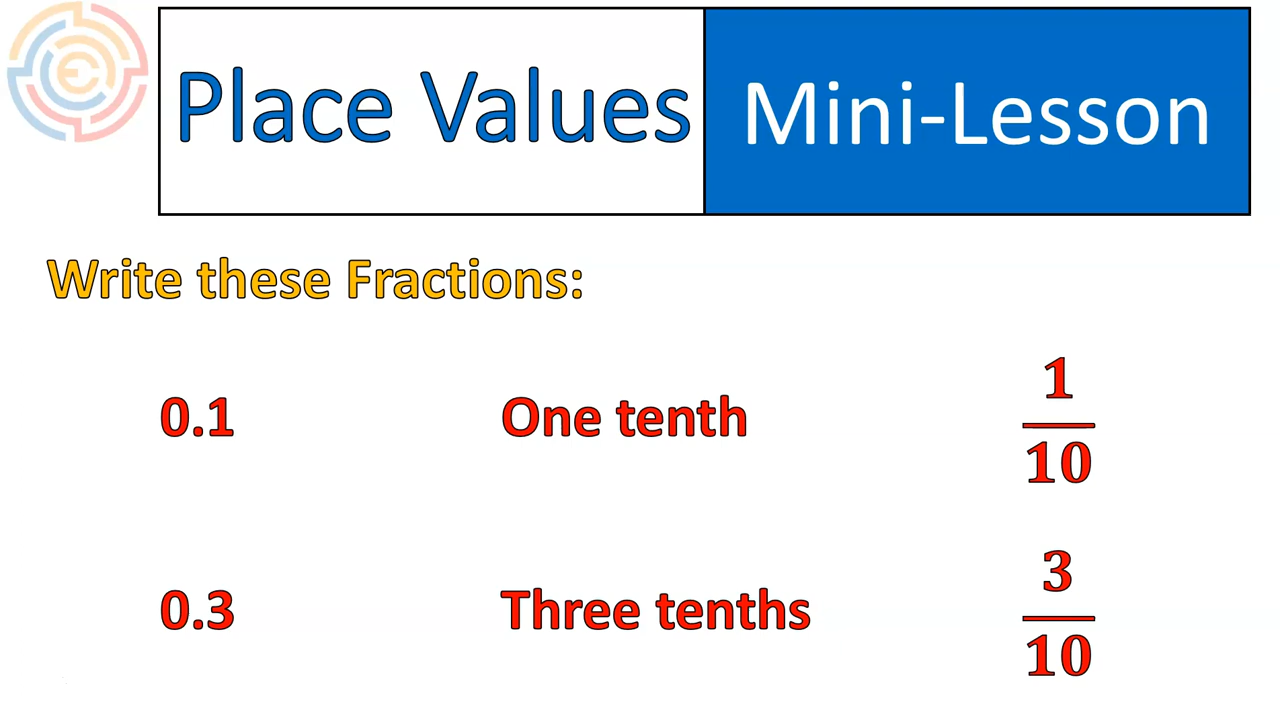 Place Values Mini-Lesson
Write these Fractions:
0.1 One tenth 1/10
0.3 Three tenths 3/10